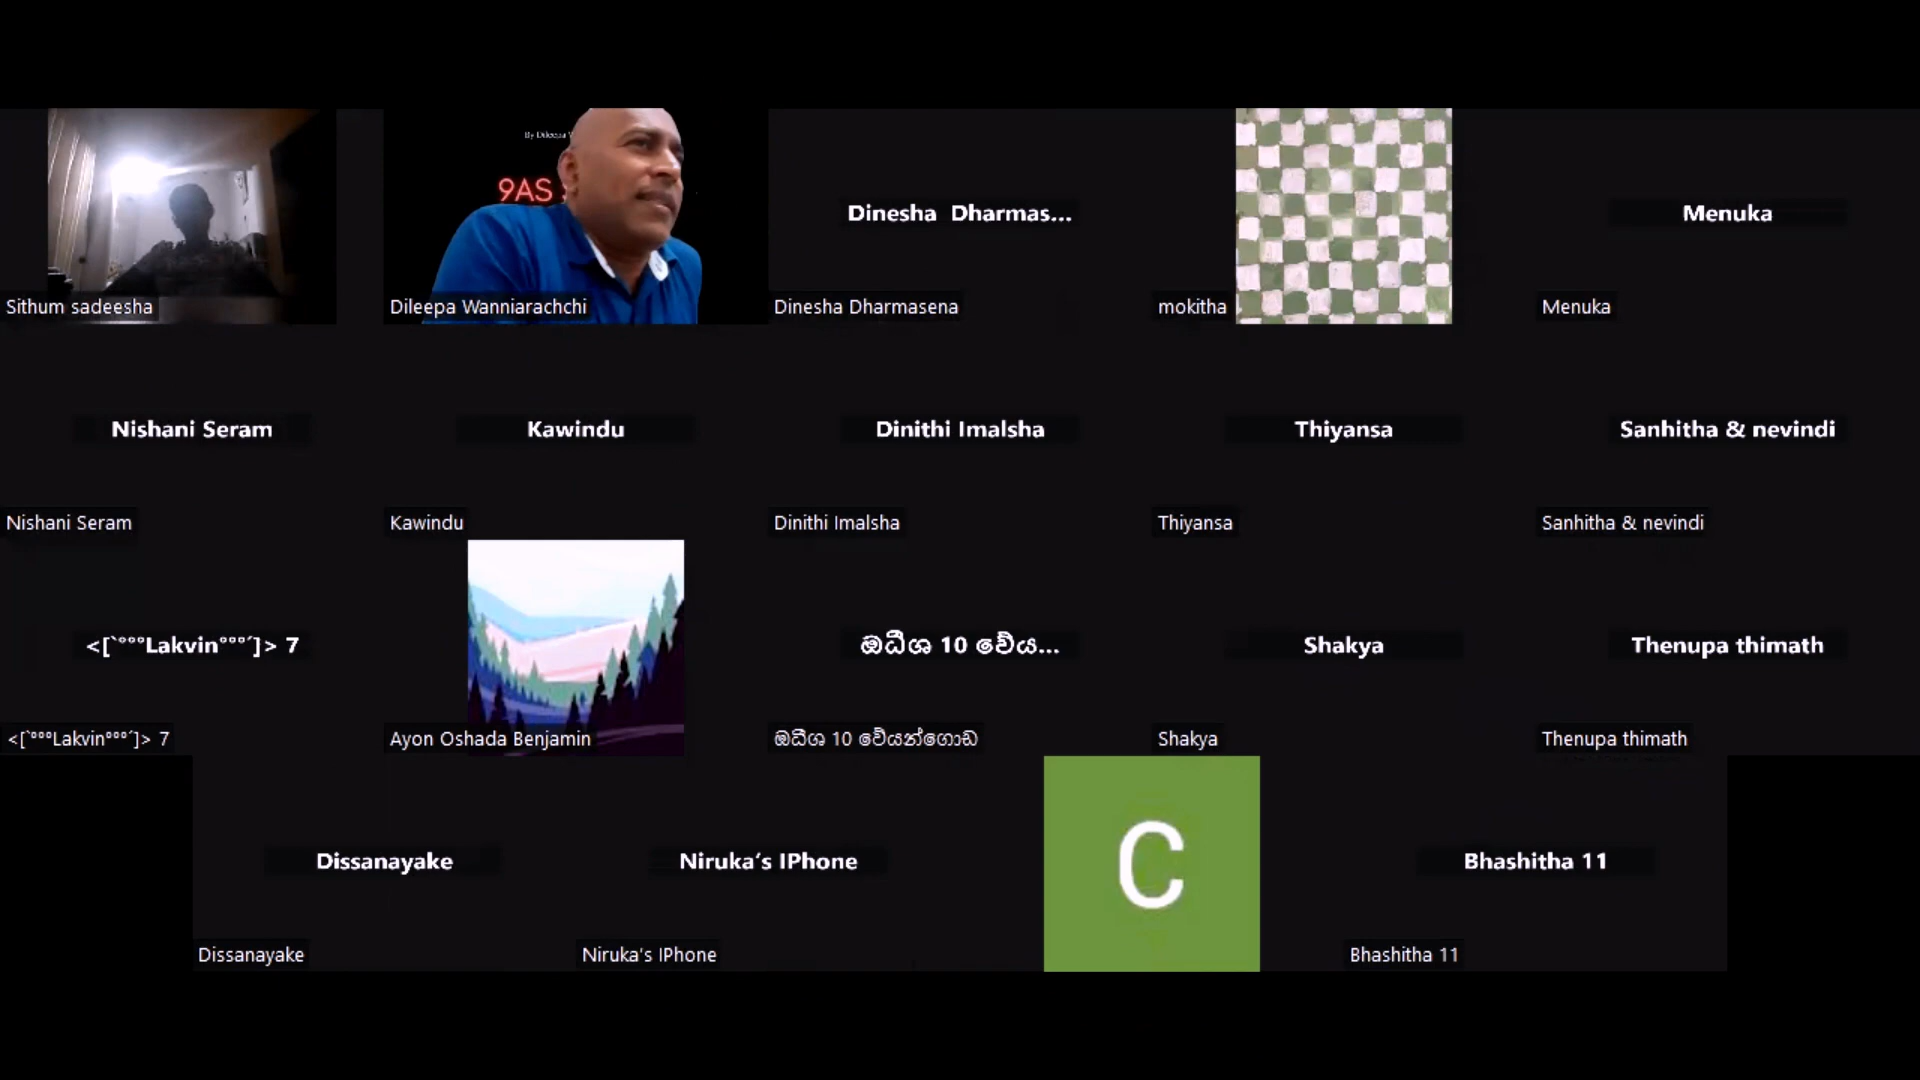 By Dileepa
9AS
Sithum sadeesha
Dileepa Wanniarachchi
Dinesha Dharmas...
Dinesha Dharmasena
mokitha
Menuka
Menuka
Nishani Seram
Nishani Seram
Kawindu
Kawindu
Dinithi Imalsha
Dinithi Imalsha
Thiyansa
Thiyansa
Sanhitha & nevindi
Sanhitha & nevindi
<[`°°°Lakvin°°°´]> 7
<[`°°°Lakvin°°°´]> 7
Ayon Oshada Benjamin
ඔධීශ 10 වේය...
ඔධීශ 10 වේයන්ගොඩ
Shakya
Shakya
Thenupa thimath
Thenupa thimath
Dissanayake
Dissanayake
Niruka’s IPhone
Niruka's IPhone
C
Bhashitha 11
Bhashitha 11